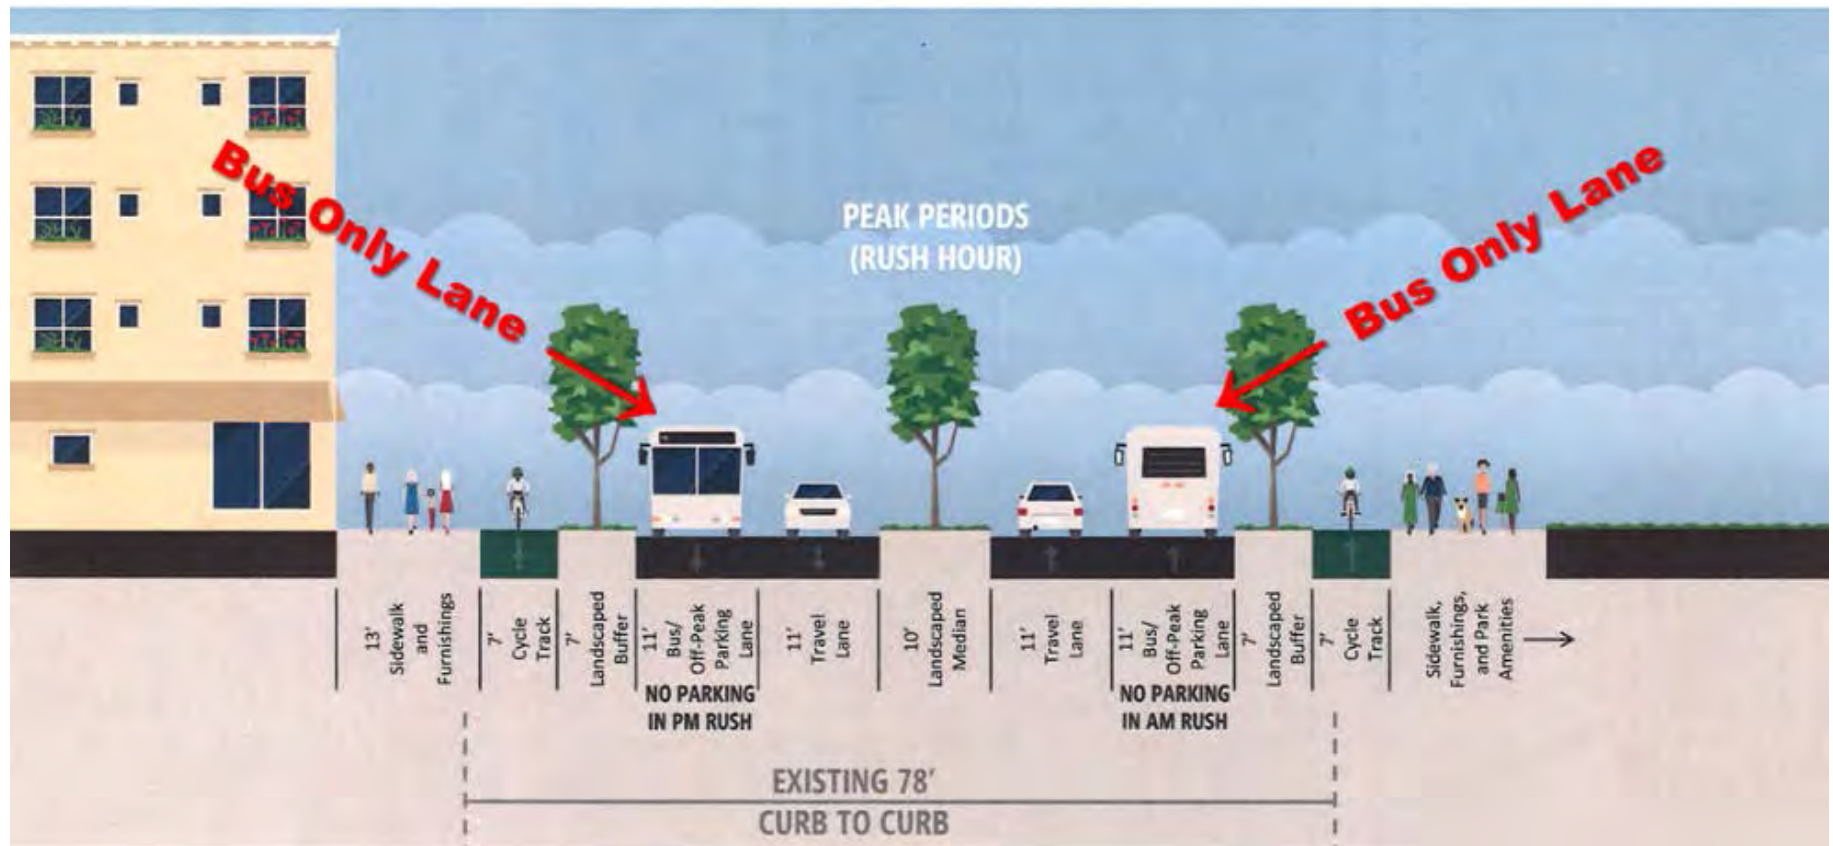 Bus Only Lane
Bus Only Lane
PEAK PERIODS
(RUSH HOUR)
13'
Sidewalk
and
Furnishings
7'
Cycle
Track
7'
Landscaped
Buffer
11'
Bus/
Off-Peak
Parking
Lane
11'
Travel
Lane
10'
Landscaped
Median
11'
Travel
Lane
11'
Bus/
Off-Peak
Parking
Lane
7'
Landscaped
Buffer
7'
Cycle
Track
Sidewalk,
Furnishings,
and Park
Amenities
NO PARKING
IN PM RUSH
NO PARKING
IN AM RUSH
EXISTING 78'
CURB TO CURB